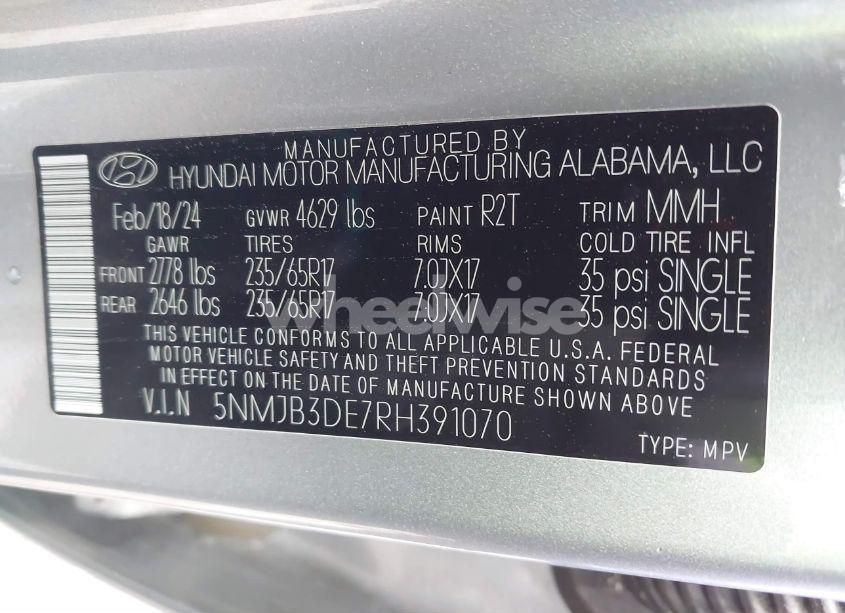 MANUFACTURED BY
HYUNDAI MOTOR MANUFACTURING ALABAMA, LLC
Feb/18/24 GVWR 4629 lbs PAINT R2T TRIM MMH
GAWR TIRES RIMS COLD TIRE INFL
FRONT 2778 lbs 235/65R17 7.0JX17 35 psi SINGLE
REAR 2646 lbs 235/65R17 7.0JX17 35 psi SINGLE
wheelwise
THIS VEHICLE CONFORMS TO ALL APPLICABLE U.S.A. FEDERAL
MOTOR VEHICLE SAFETY AND THEFT PREVENTION STANDARDS
IN EFFECT ON THE DATE OF MANUFACTURE SHOWN ABOVE
V.I.N 5NMJB3DE7RH391070
TYPE: MPV